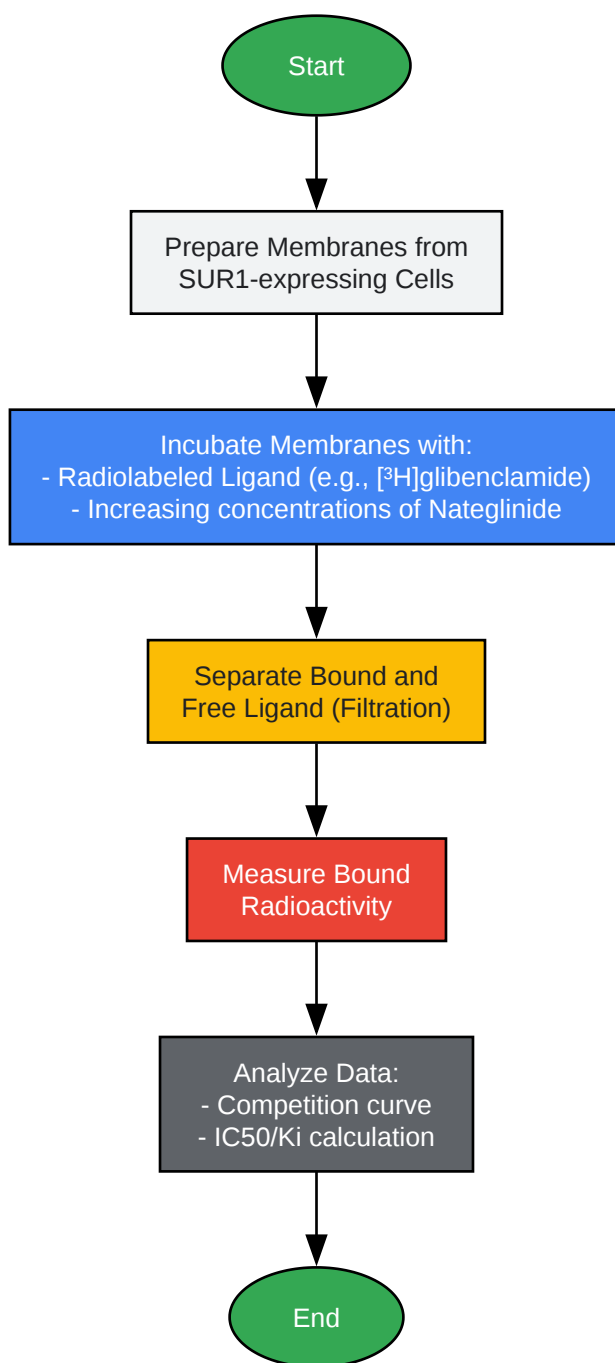 Start
Prepare Membranes from
SUR1-expressing Cells
Incubate Membranes with:
- Radiolabeled Ligand (e.g., [³H]glibenclamide)
- Increasing concentrations of Nateglinide
Separate Bound and
Free Ligand (Filtration)
Measure Bound
Radioactivity
Analyze Data:
- Competition curve
- IC50/Ki calculation
End